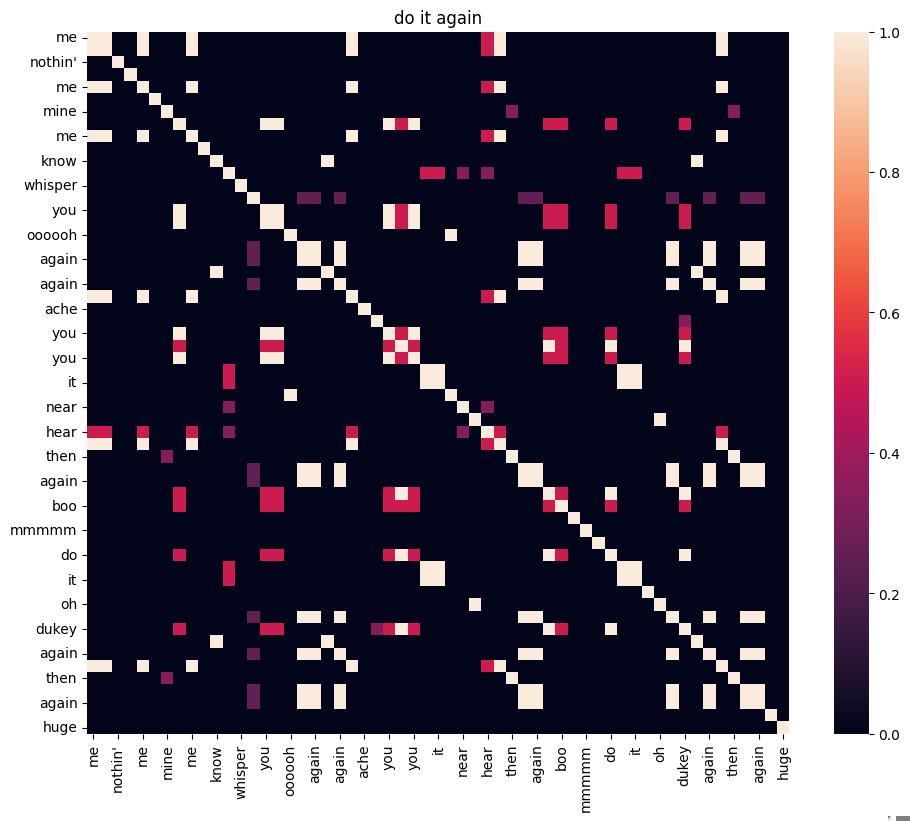 do it again
me
nothin'
me
mine
me
know
whisper
you
oooooh
again
again
ache
you
you
it
near
hear
then
again
boo
mmmmm
do
it
oh
dukey
again
then
again
huge
me
nothin'
me
mine
me
know
whisper
you
oooooh
again
again
ache
you
you
it
near
hear
then
again
boo
mmmmm
do
it
oh
dukey
again
then
again
huge
1.0
0.8
0.6
0.4
0.2
0.0